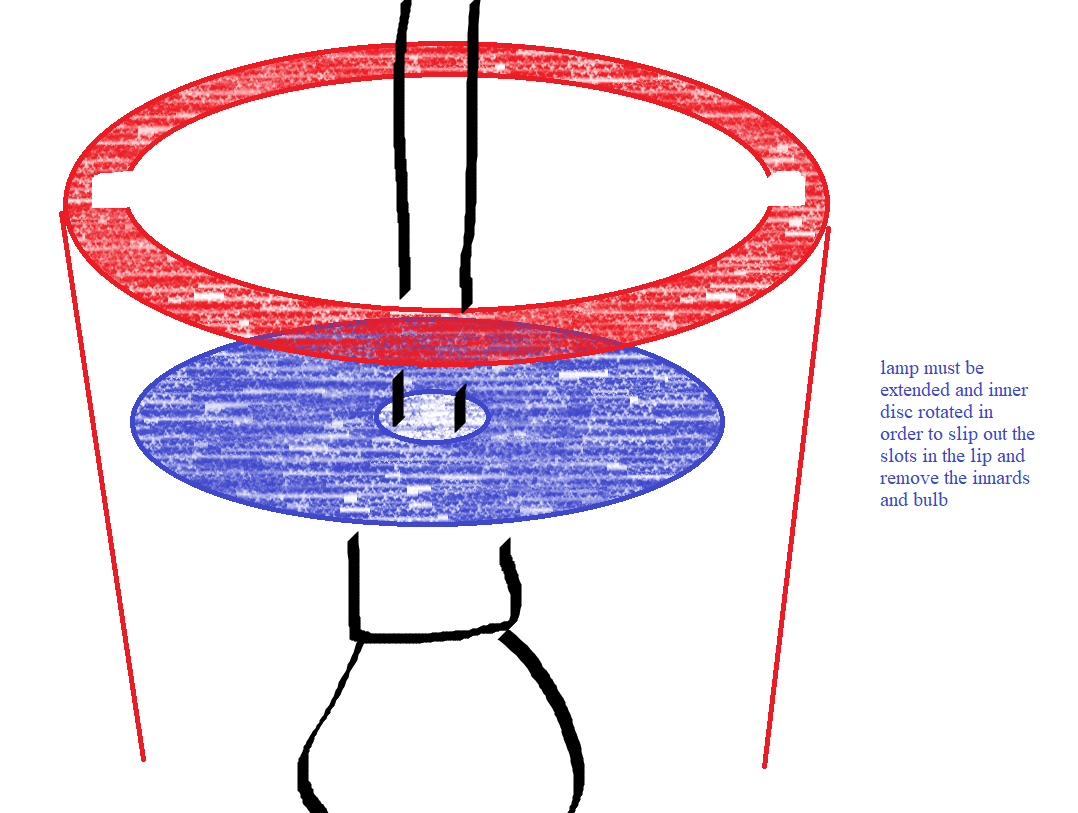 lamp must be
extended and inner
disc rotated in
order to slip out the
slots in the lip and
remove the innards
and bulb